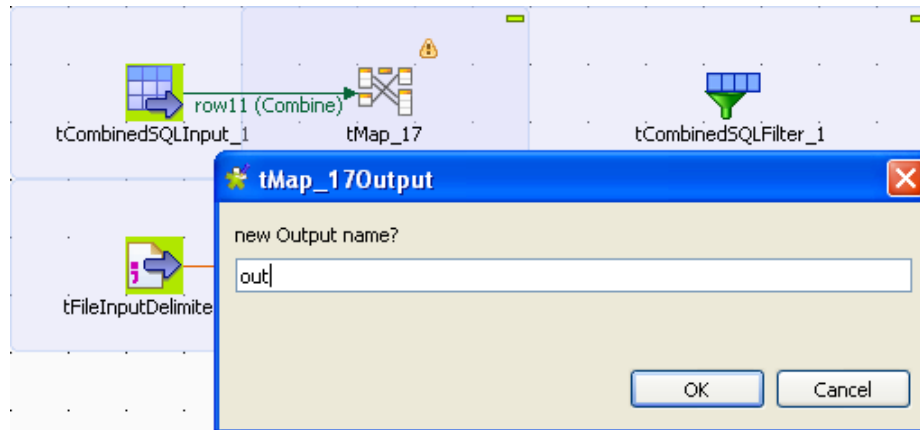 row11 (Combine)
tCombinedSQLInput_1
tMap_17
tCombinedSQLFilter_1
tMap_17Output
new Output name?
out
tFileInputDelimite
OK
Cancel